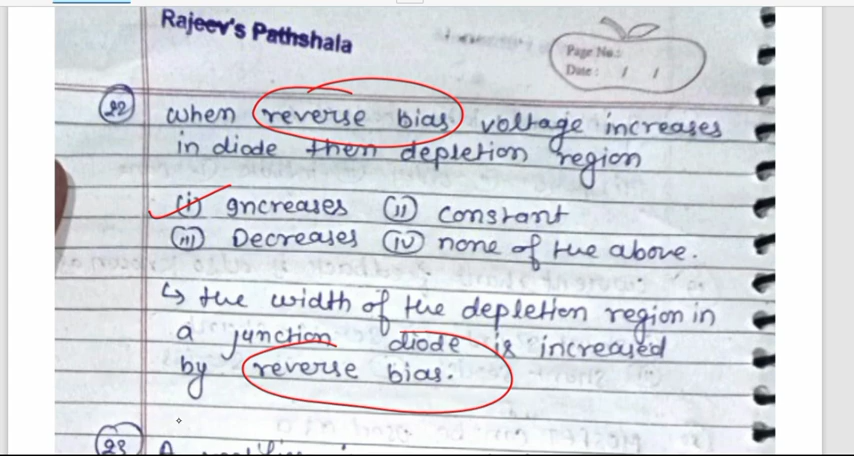 Rajeev's Pathshala
Page No.:
Date: / /
(22) when reverse bias voltage increases
in diode then depletion region
(i) Increases (ii) constant
(iii) Decreases (iv) none of the above.
↳ the width of the depletion region in
a junction diode is increased
by reverse bias.
(23) A